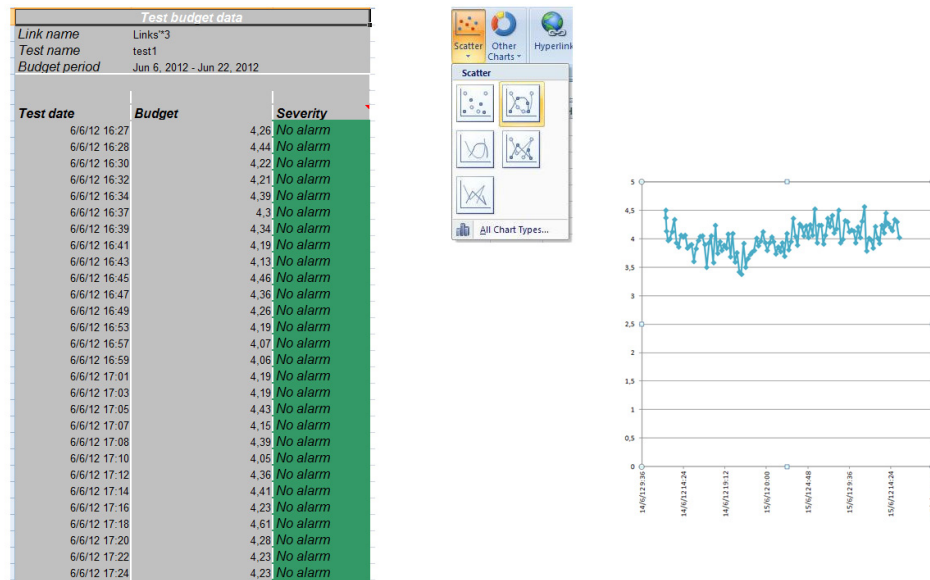 Test budget data
Link name Links'*3
Test name test1
Budget period Jun 6, 2012 - Jun 22, 2012
Test date Budget Severity
6/6/12 16:27 4,26 No alarm
6/6/12 16:28 4,44 No alarm
6/6/12 16:30 4,22 No alarm
6/6/12 16:32 4,21 No alarm
6/6/12 16:34 4,39 No alarm
6/6/12 16:37 4,3 No alarm
6/6/12 16:39 4,34 No alarm
6/6/12 16:41 4,19 No alarm
6/6/12 16:43 4,13 No alarm
6/6/12 16:45 4,46 No alarm
6/6/12 16:47 4,36 No alarm
6/6/12 16:49 4,26 No alarm
6/6/12 16:53 4,19 No alarm
6/6/12 16:57 4,07 No alarm
6/6/12 16:59 4,06 No alarm
6/6/12 17:01 4,19 No alarm
6/6/12 17:03 4,19 No alarm
6/6/12 17:05 4,43 No alarm
6/6/12 17:07 4,15 No alarm
6/6/12 17:08 4,39 No alarm
6/6/12 17:10 4,05 No alarm
6/6/12 17:12 4,36 No alarm
6/6/12 17:14 4,41 No alarm
6/6/12 17:16 4,23 No alarm
6/6/12 17:18 4,61 No alarm
6/6/12 17:20 4,28 No alarm
6/6/12 17:22 4,23 No alarm
6/6/12 17:24 4,23 No alarm
Scatter Other Charts Hyperlink
Scatter
All Chart Types...
5
4,5
4
3,5
3
2,5
2
1,5
1
0,5
0
14/6/12 9:36
14/6/12 14:24
14/6/12 19:12
15/6/12 0:00
15/6/12 4:48
15/6/12 9:36
15/6/12 14:24